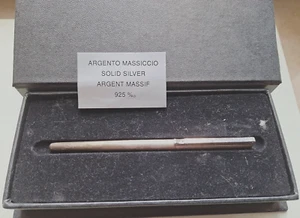 ARGENTO MASSICCIO
SOLID SILVER
ARGENT MASSIF
925 ‰